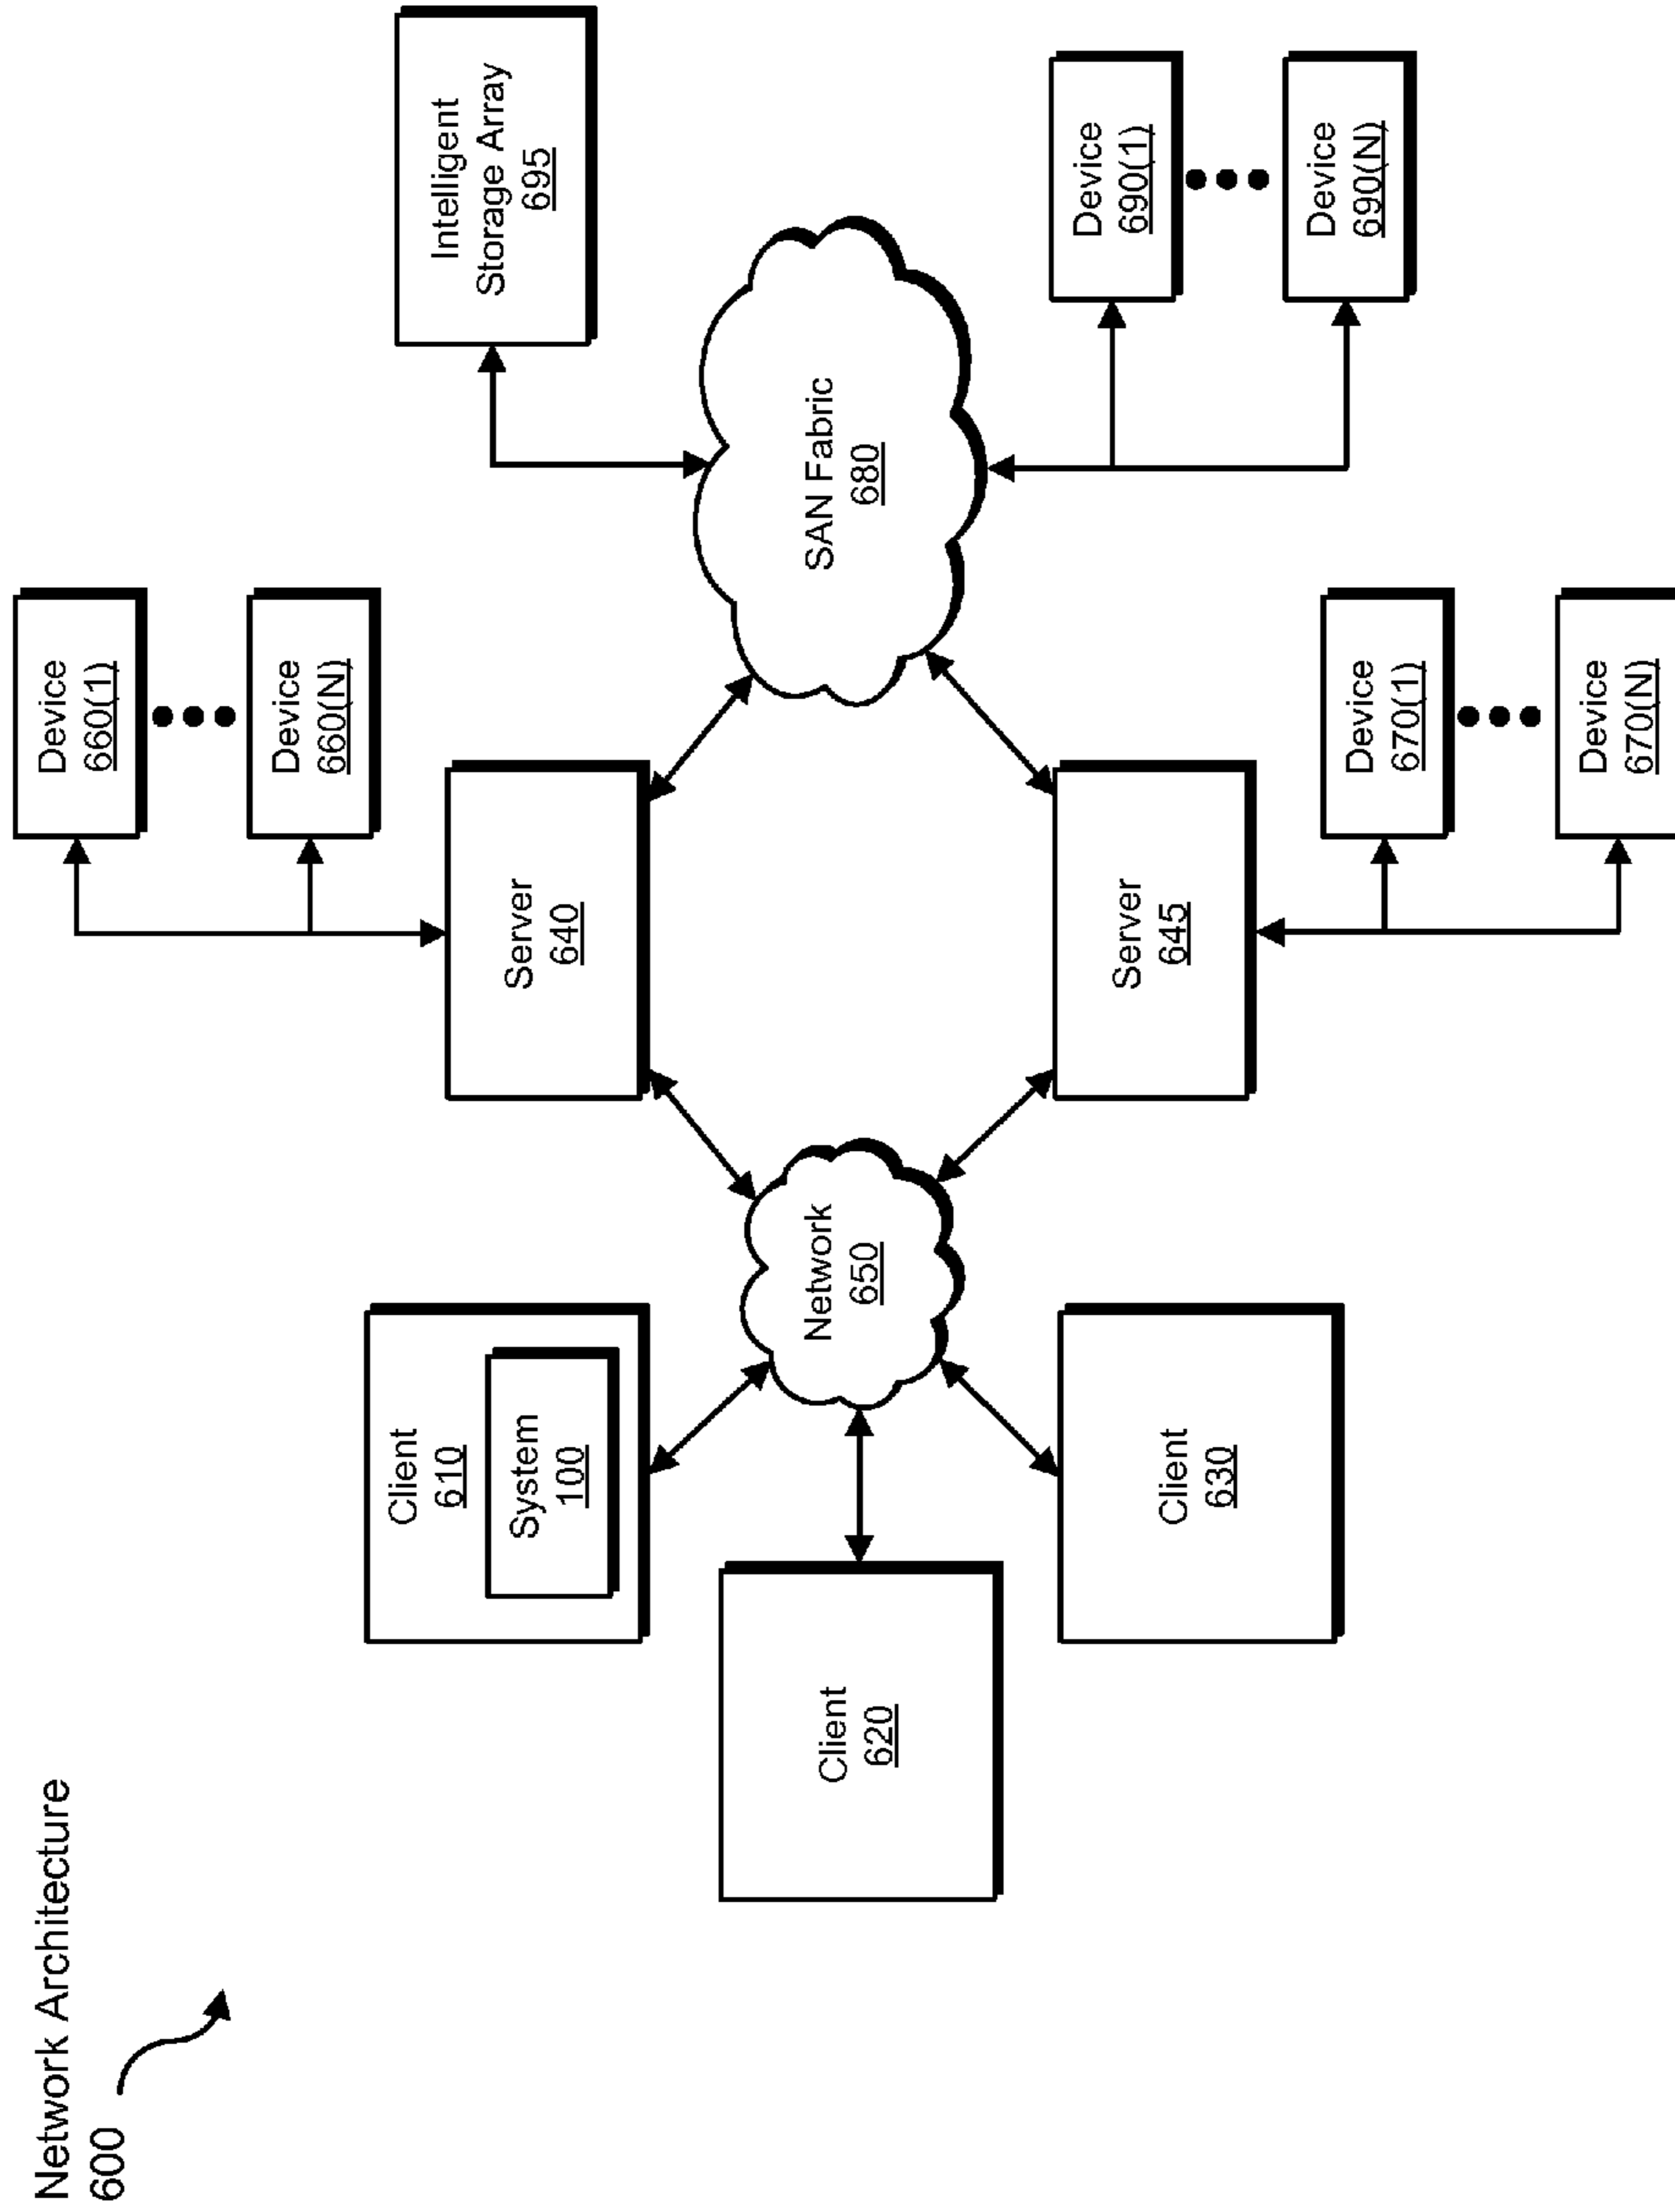 Network Architecture
600
Device
660(1)
Device
660(N)
Intelligent
Storage Array
695
Client
610
System
100
Server
640
Client
620
Network
650
SAN Fabric
680
Client
630
Server
645
Device
690(1)
Device
690(N)
Device
670(1)
Device
670(N)